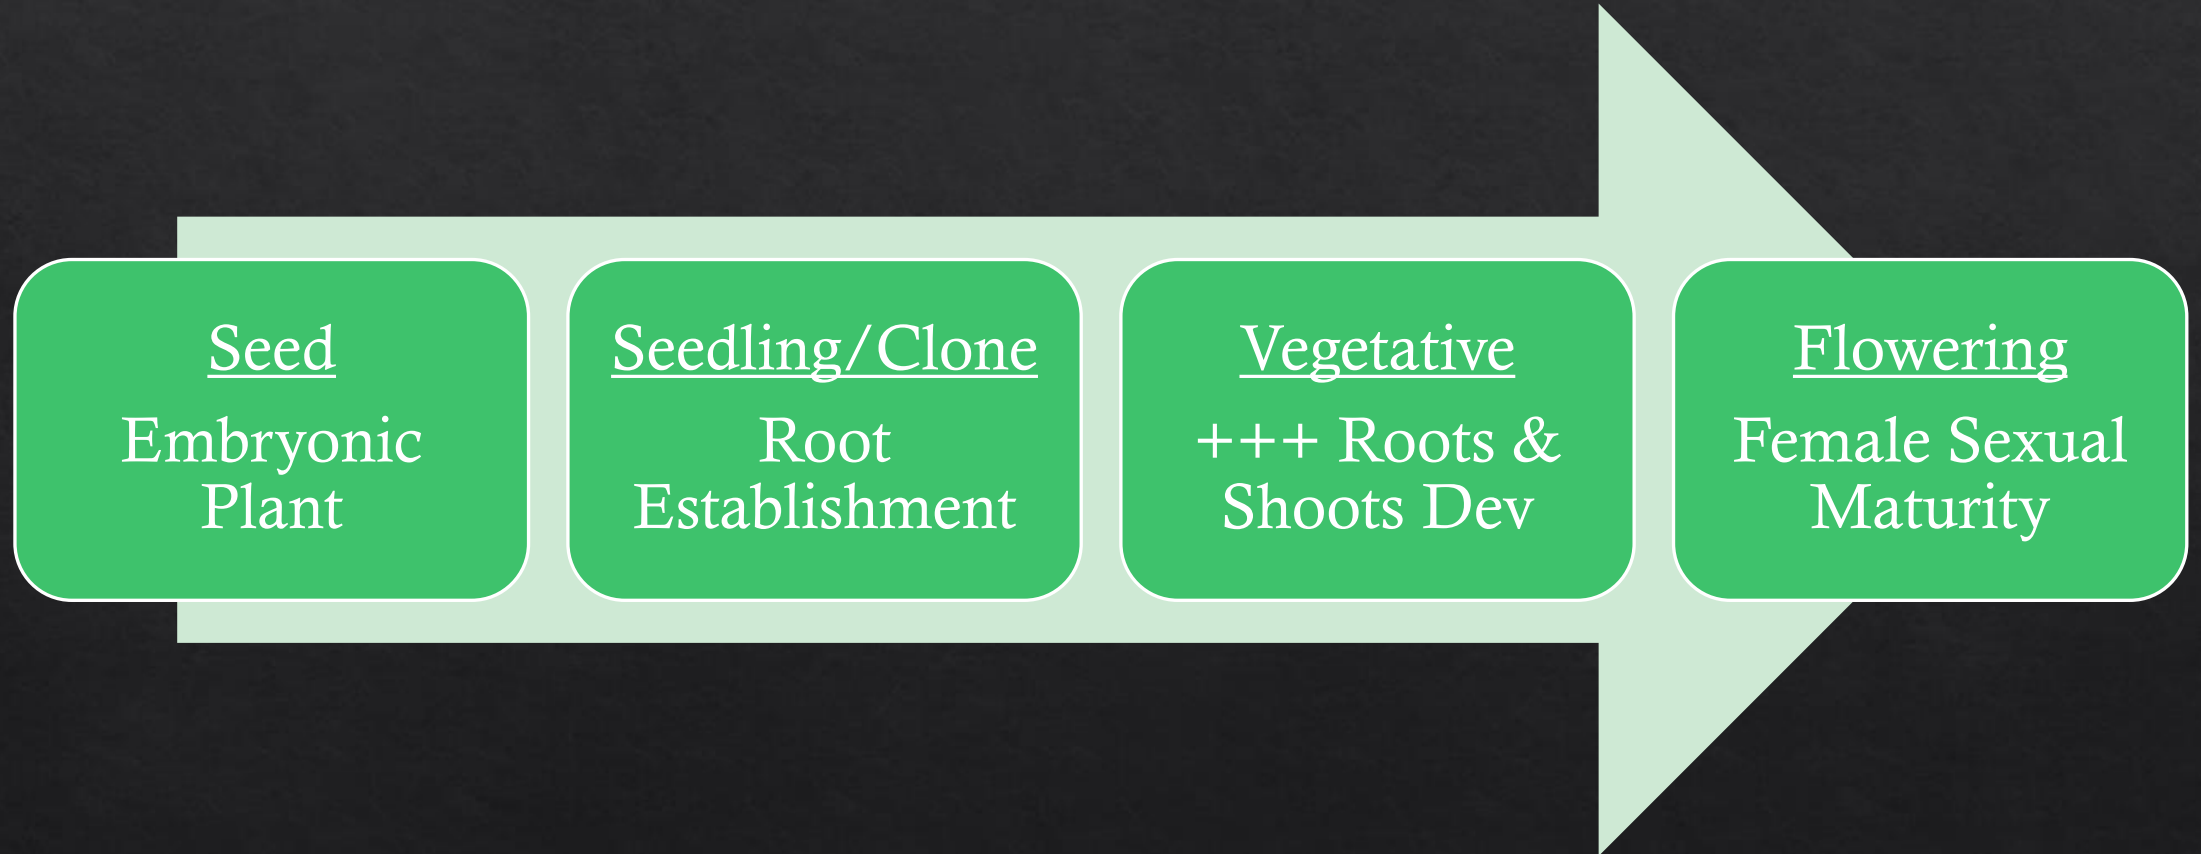 Seed
Embryonic
Plant
Seedling/Clone
Root
Establishment
Vegetative
+++ Roots &
Shoots Dev
Flowering
Female Sexual
Maturity